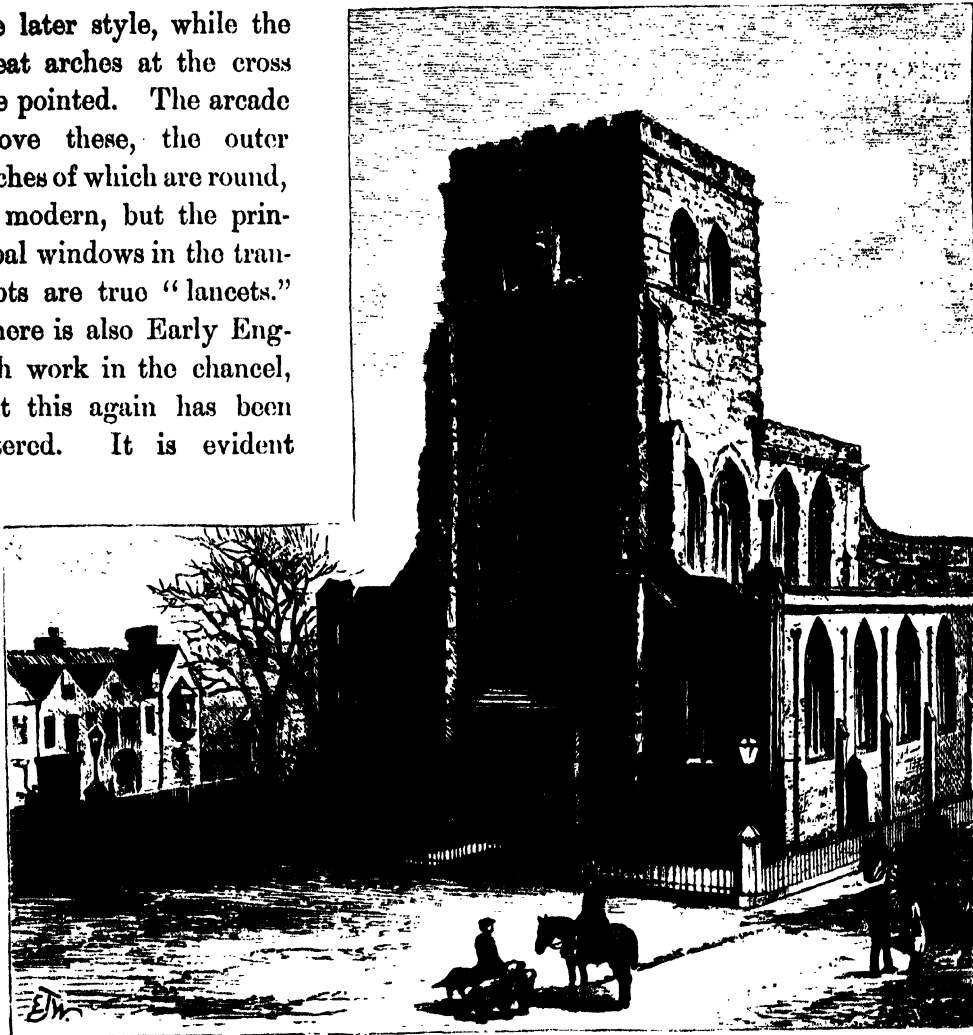 e later style, while the
eat arches at the cross
e pointed. The arcade
ove these, the outer
ches of which are round,
modern, but the prin-
pal windows in the tran-
pts are true “ lancets.”
here is also Early Eng-
h work in the chancel,
t this again has been
tered. It is evident
EJW.